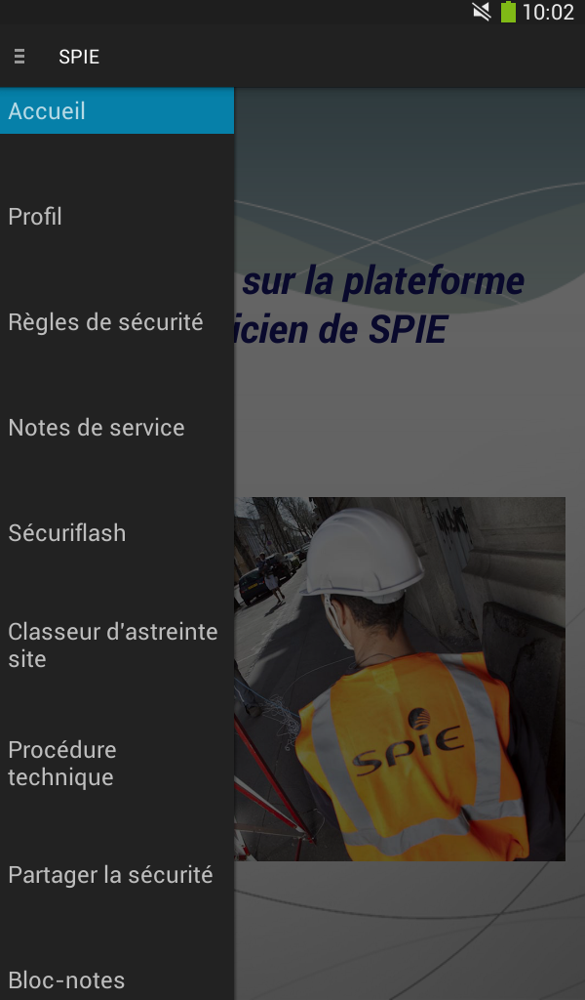 10:02
SPIE
Accueil
Profil
Règles de sécurité
Notes de service
Sécuriflash
Classeur d'astreinte
site
Procédure
technique
Partager la sécurité
Bloc-notes
sur la plateforme
de SPIE
SPIE